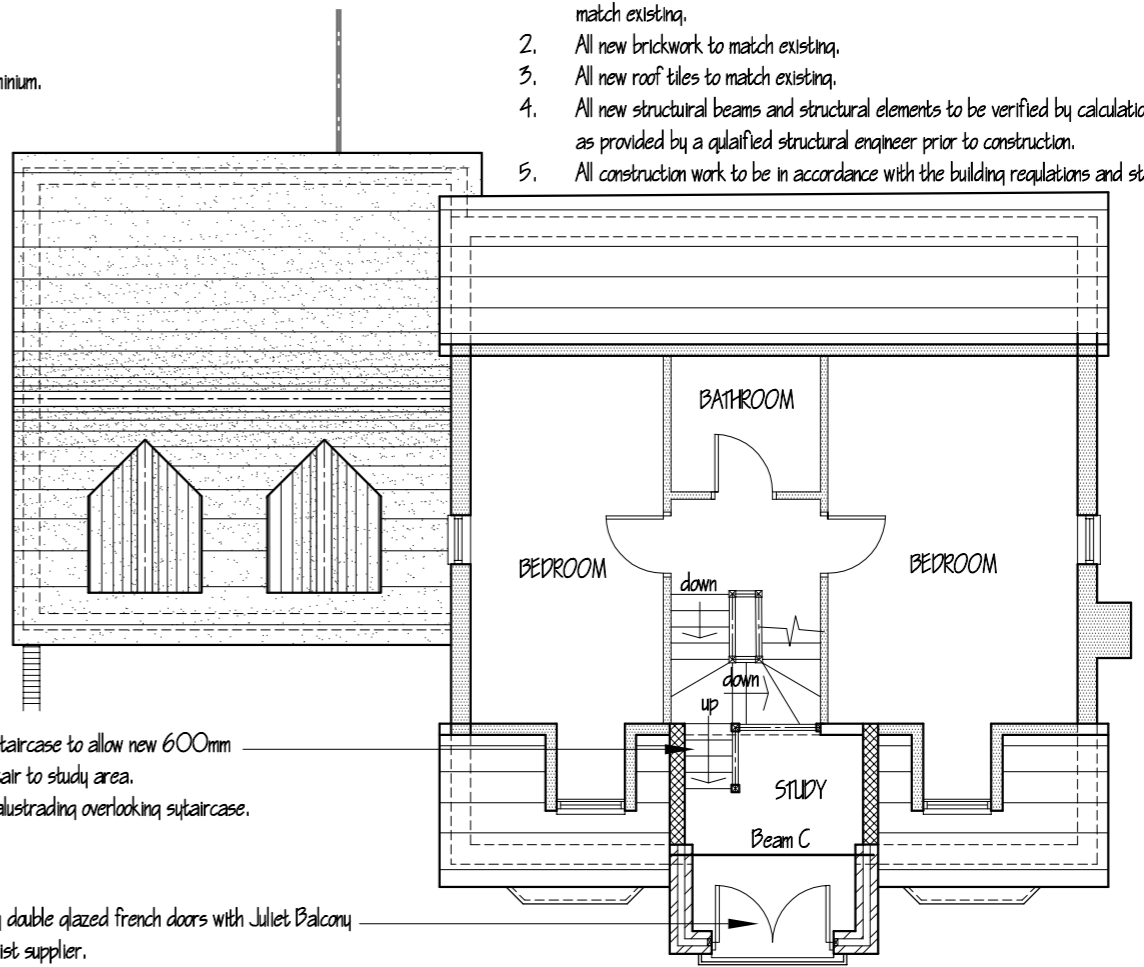 match existing.
2. All new brickwork to match existing.
3. All new roof tiles to match existing.
4. All new structuiral beams and structural elements to be verified by calculatio
as provided by a qulaified structural engineer prior to construction.
5. All construction work to be in accordance with the building regulations and st
minium.
BATHROOM
BEDROOM
BEDROOM
down
down
up
taircase to allow new 600mm
air to study area.
alustrading overlooking sytaircase.
STUDY
Beam C
g double glazed french doors with Juliet Balcony
ist supplier.